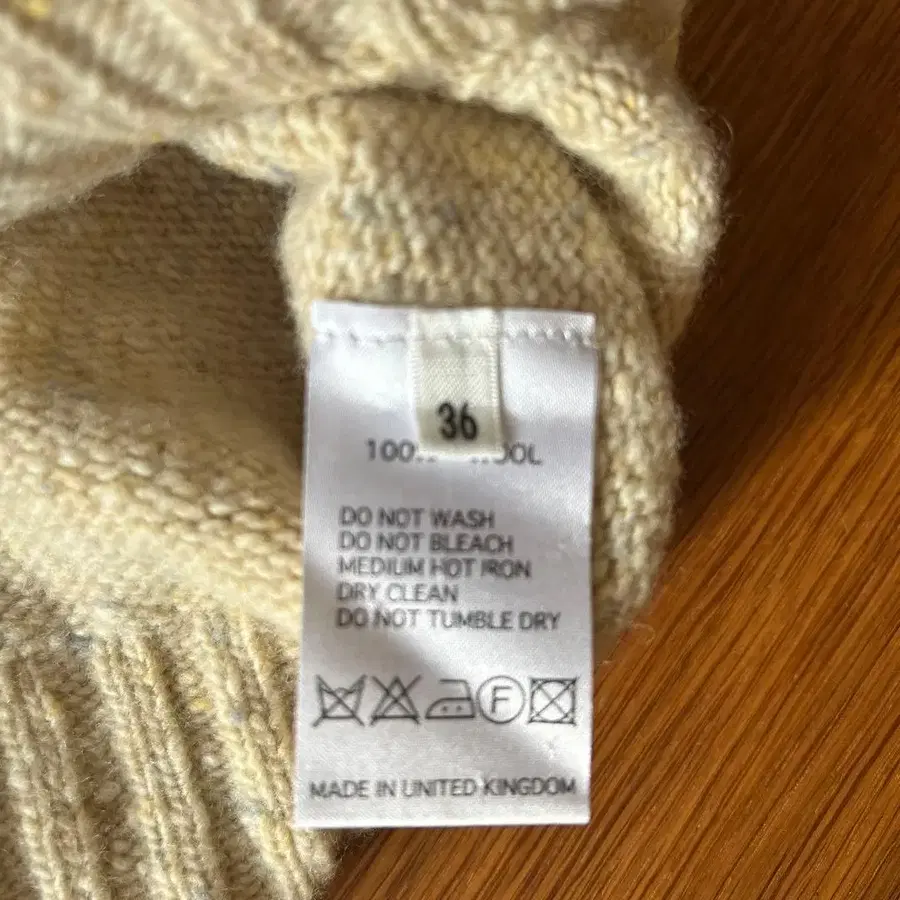 36
DO NOT WASH
DO NOT BLEACH
MEDIUM HOT IRON
DRY CLEAN
DO NOT TUMBLE DRY
F
MADE IN UNITED KINGDOM